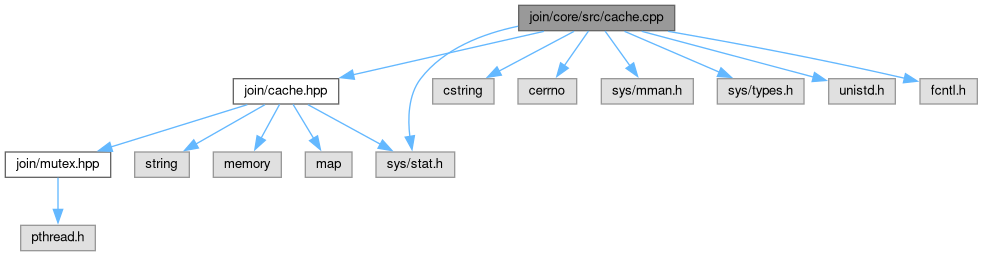 join/core/src/cache.cpp
join/cache.hpp
cstring
cerrno
sys/mman.h
sys/types.h
unistd.h
fcntl.h
join/mutex.hpp
string
memory
map
sys/stat.h
pthread.h